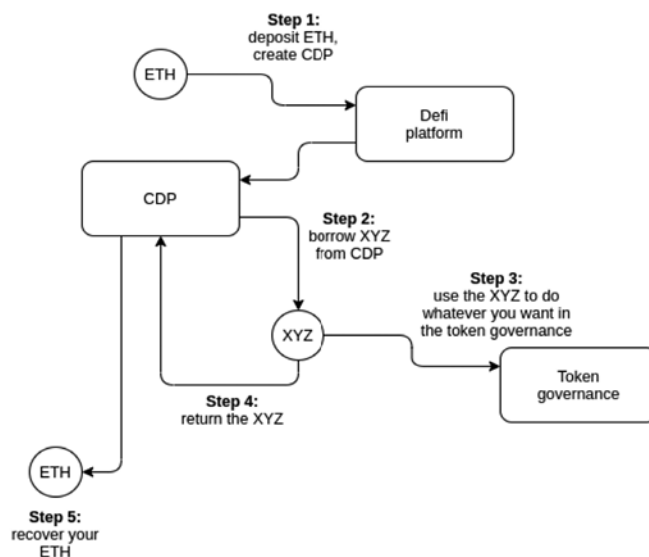 Step 1:
deposit ETH,
create CDP
ETH
Defi
platform
CDP
Step 2:
borrow XYZ
from CDP
Step 3:
use the XYZ to do
whatever you want in
the token governance
XYZ
Token
governance
Step 4:
return the XYZ
ETH
Step 5:
recover your
ETH